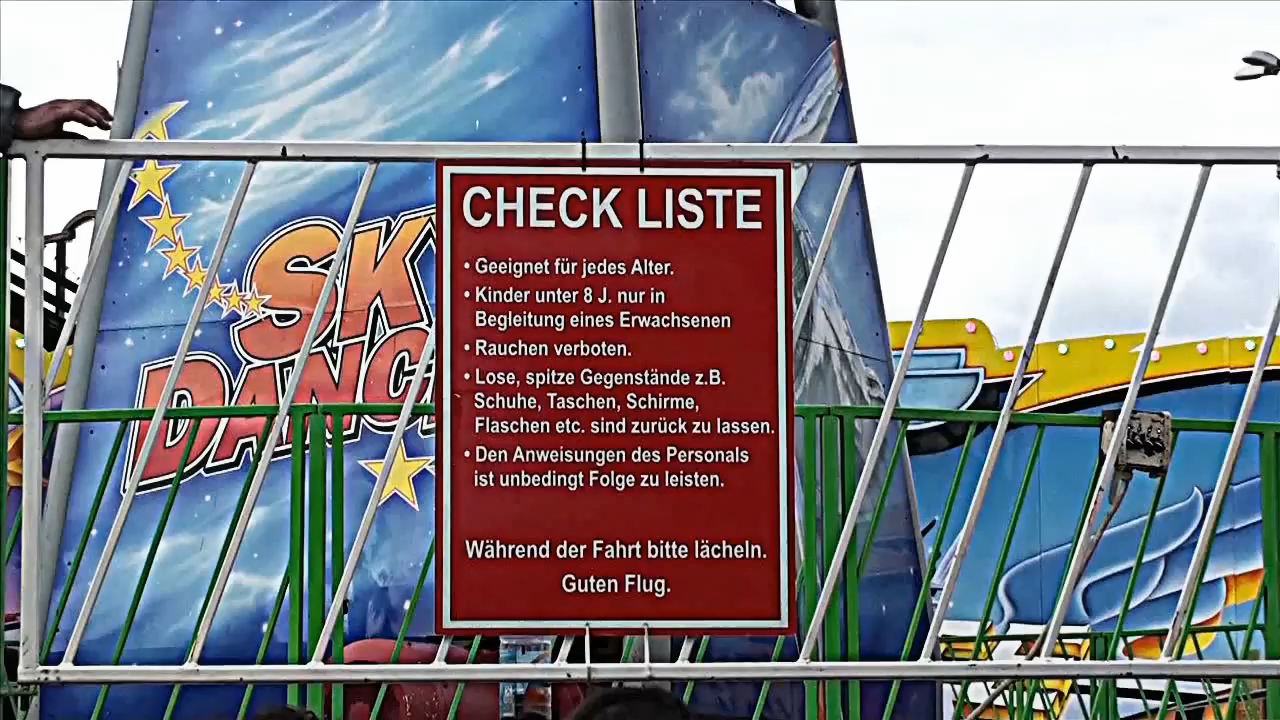 SKY
DANC
CHECK LISTE
• Geeignet für jedes Alter.
• Kinder unter 8 J. nur in
Begleitung eines Erwachsenen
• Rauchen verboten.
• Lose, spitze Gegenstände z.B.
Schuhe, Taschen, Schirme,
Flaschen etc. sind zurück zu lassen.
• Den Anweisungen des Personals
ist unbedingt Folge zu leisten.
Während der Fahrt bitte lächeln.
Guten Flug.